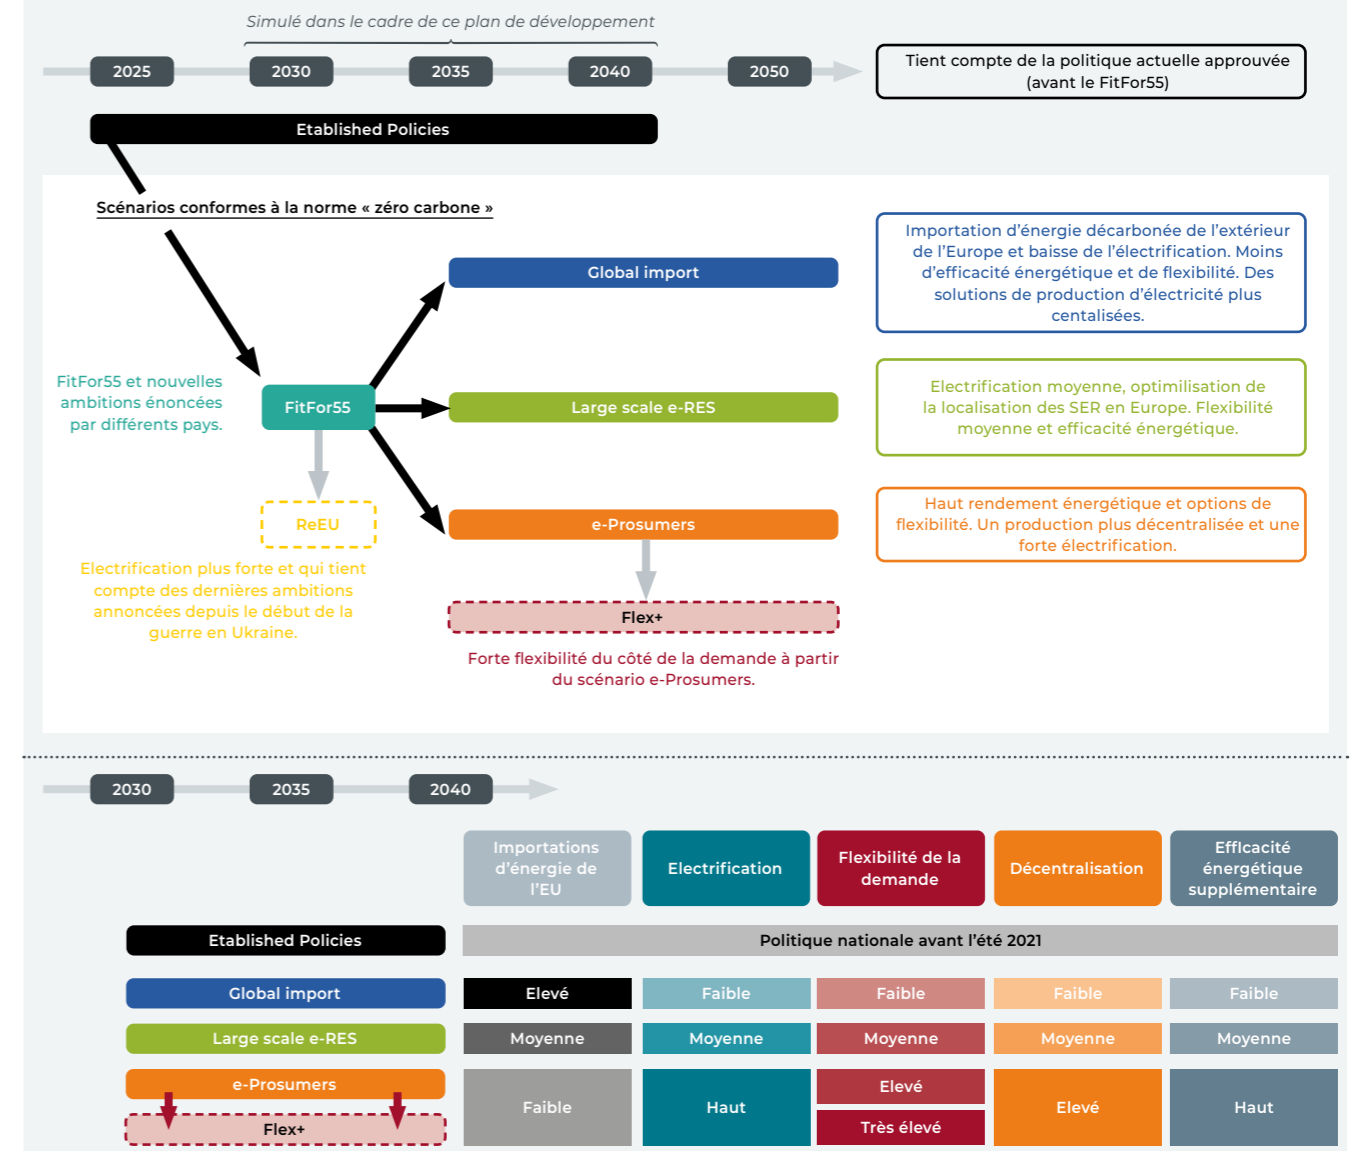 Simulé dans le cadre de ce plan de développement
2025
2030
2035
2040
2050
Tient compte de la politique actuelle approuvée
(avant le FitFor55)
Etablished Policies
Scénarios conformes à la norme « zéro carbone »
Global import
Importation d'énergie décarbonée de l'extérieur
de l'Europe et baisse de l'électrification. Moins
d'efficacité énergétique et de flexibilité. Des
solutions de production d'électricité plus
centalisées.
FitFor55 et nouvelles
ambitions énoncées
par différents pays.
FitFor55
Large scale e-RES
Electrification moyenne, optimilisation de
la localisation des SER en Europe. Flexibilité
moyenne et efficacité énergétique.
ReEU
Electrification plus forte et qui tient
compte des dernières ambitions
annoncées depuis le début de la
guerre en Ukraine.
e-Prosumers
Haut rendement énergétique et options de
flexibilité. Un production plus décentralisée et une
forte électrification.
Flex+
Forte flexibilité du côté de la demande à partir
du scénario e-Prosumers.
2030
2035
2040
Importations
d'énergie de
l'EU
Electrification
Flexibilité de la
demande
Décentralisation
EffIcacité
énergétique
supplémentaire
Etablished Policies
Politique nationale avant l'été 2021
Global import
Elevé
Faible
Faible
Faible
Faible
Large scale e-RES
Moyenne
Moyenne
Moyenne
Moyenne
Moyenne
e-Prosumers
Flex+
Faible
Haut
Elevé
Très élevé
Elevé
Haut